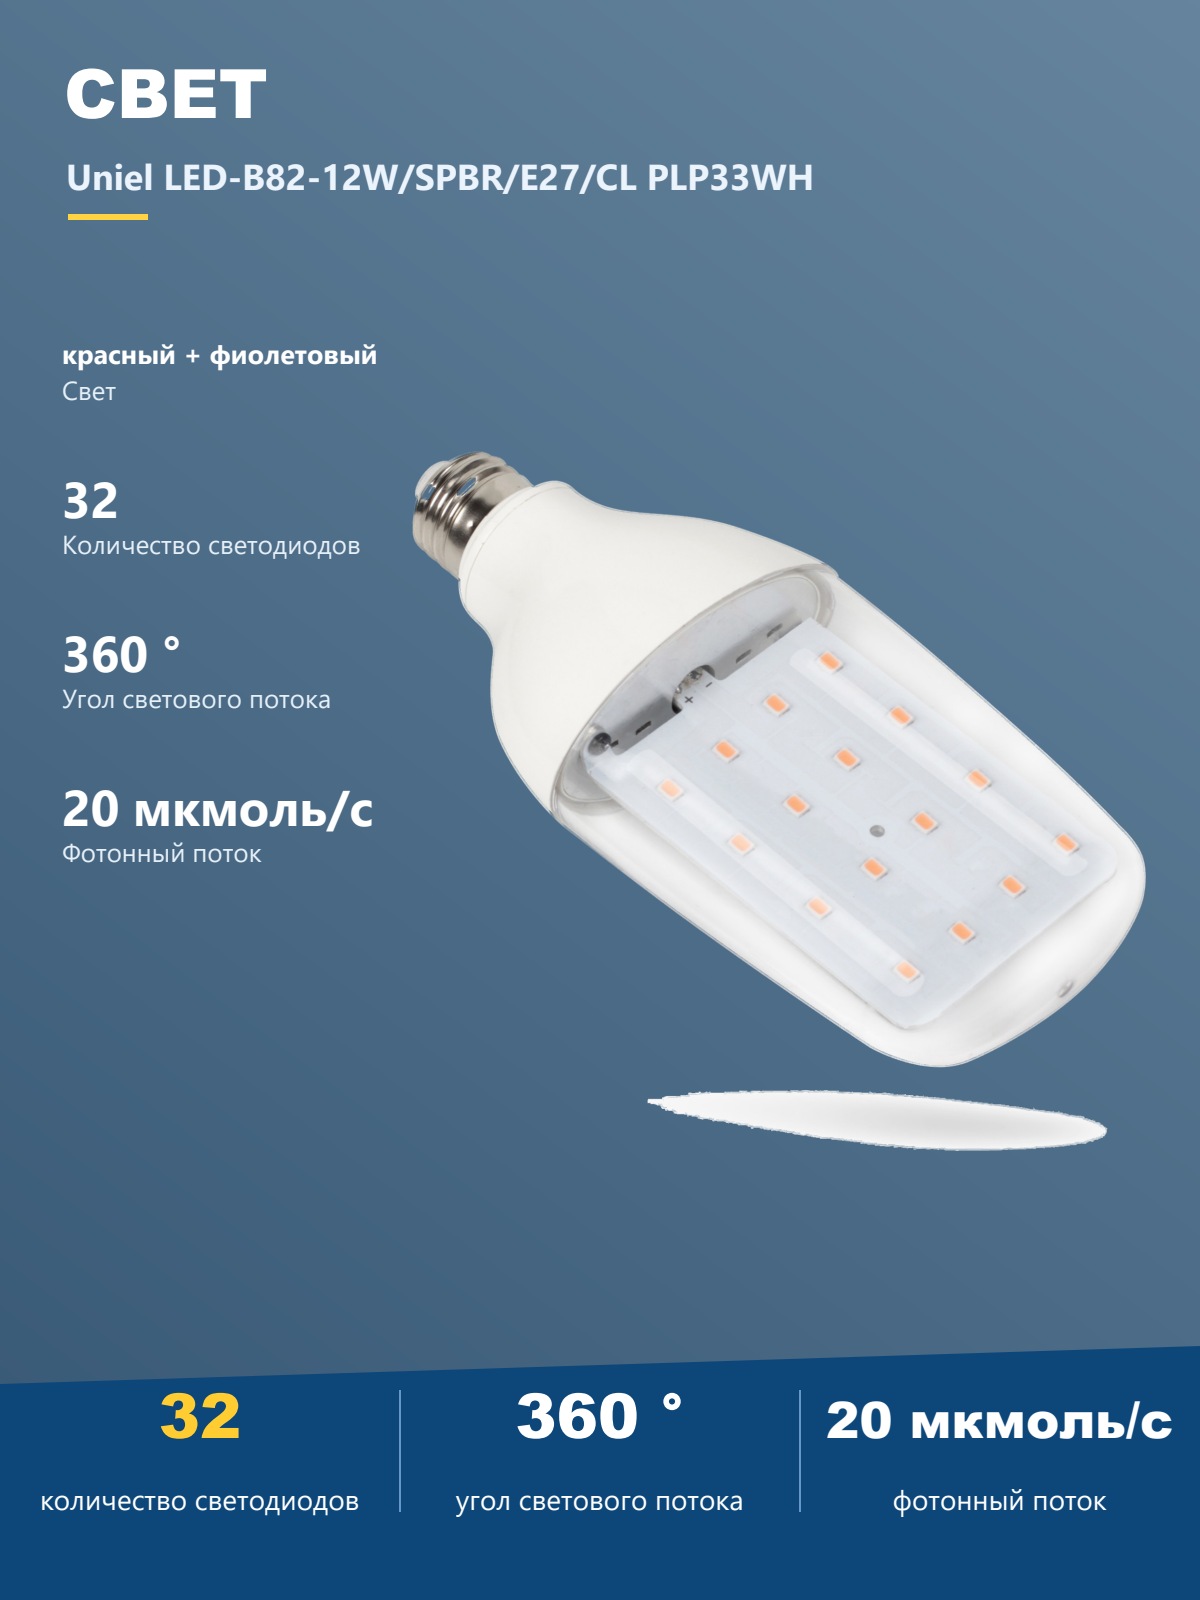 СВЕТ
Uniel LED-B82-12W/SPBR/E27/CL PLP33WH
красный + фиолетовый
Свет
32
Количество светодиодов
360 °
Угол светового потока
20 мкмоль/с
Фотонный поток
32
количество светодиодов
360 °
угол светового потока
20 мкмоль/с
фотонный поток